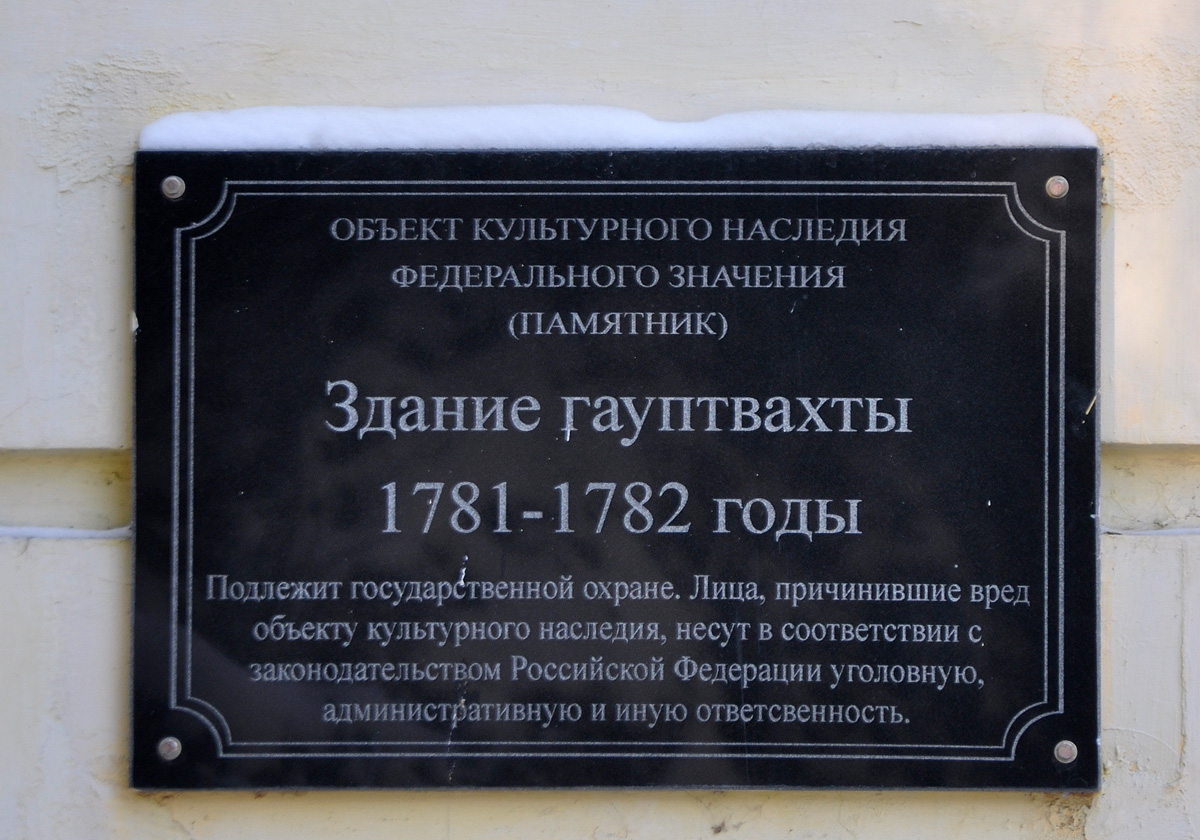 ОБЪЕКТ КУЛЬТУРНОГО НАСЛЕДИЯ
ФЕДЕРАЛЬНОГО ЗНАЧЕНИЯ
(ПАМЯТНИК)
Здание гауптвахты
1781-1782 годы
Подлежит государственной охране. Лица, причинившие вред
объекту культурного наследия, несут в соответствии с
законодательством Российской Федерации уголовную,
административную и иную ответсвенность.